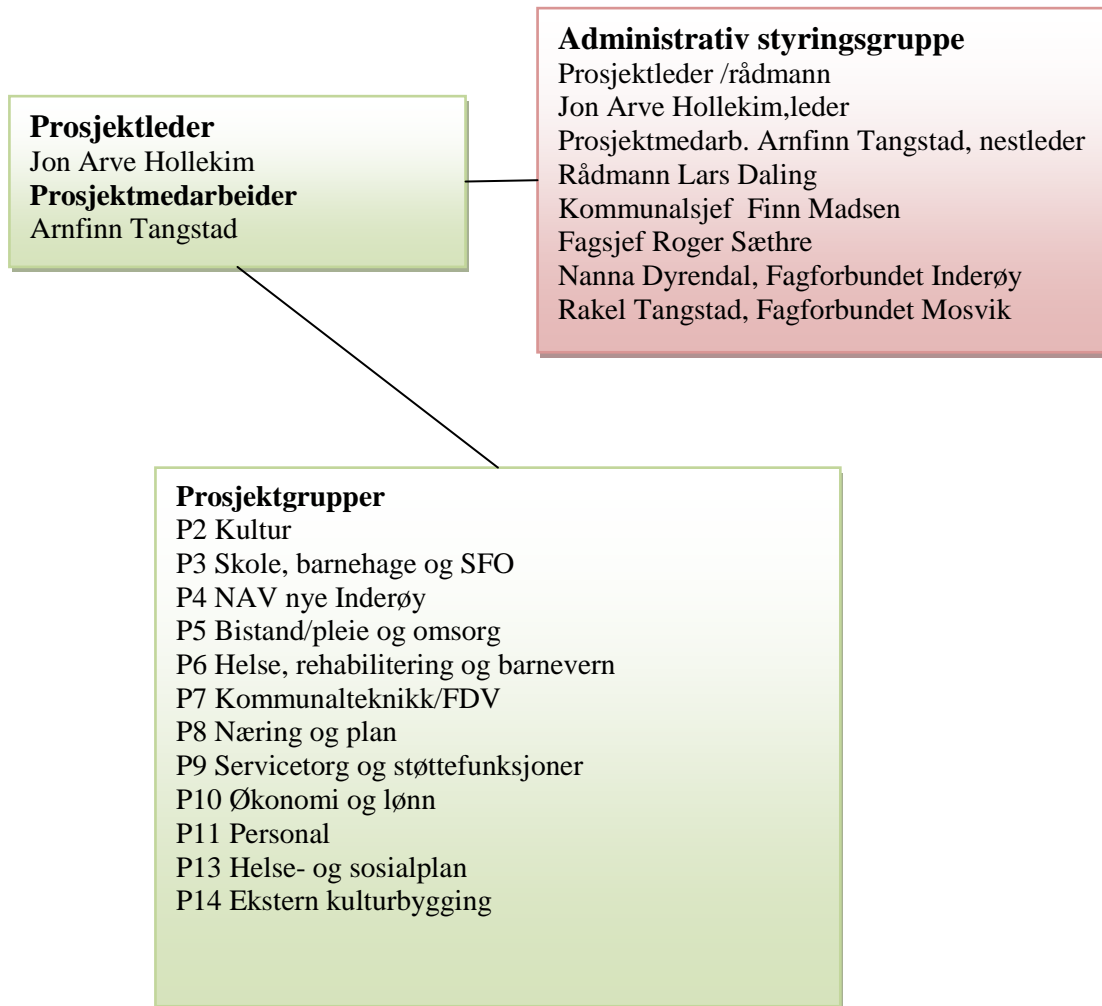 Prosjektleder
Jon Arve Hollekim
Prosjektmedarbeider
Arnfinn Tangstad
Administrativ styringsgruppe
Prosjektleder /rådmann
Jon Arve Hollekim,leder
Prosjektmedarb. Arnfinn Tangstad, nestleder
Rådmann Lars Daling
Kommunalsjef  Finn Madsen
Fagsjef Roger Sæthre
Nanna Dyrendal, Fagforbundet Inderøy
Rakel Tangstad, Fagforbundet Mosvik
Prosjektgrupper
P2 Kultur
P3 Skole, barnehage og SFO
P4 NAV nye Inderøy
P5 Bistand/pleie og omsorg
P6 Helse, rehabilitering og barnevern
P7 Kommunalteknikk/FDV
P8 Næring og plan
P9 Servicetorg og støttefunksjoner
P10 Økonomi og lønn
P11 Personal
P13 Helse- og sosialplan
P14 Ekstern kulturbygging